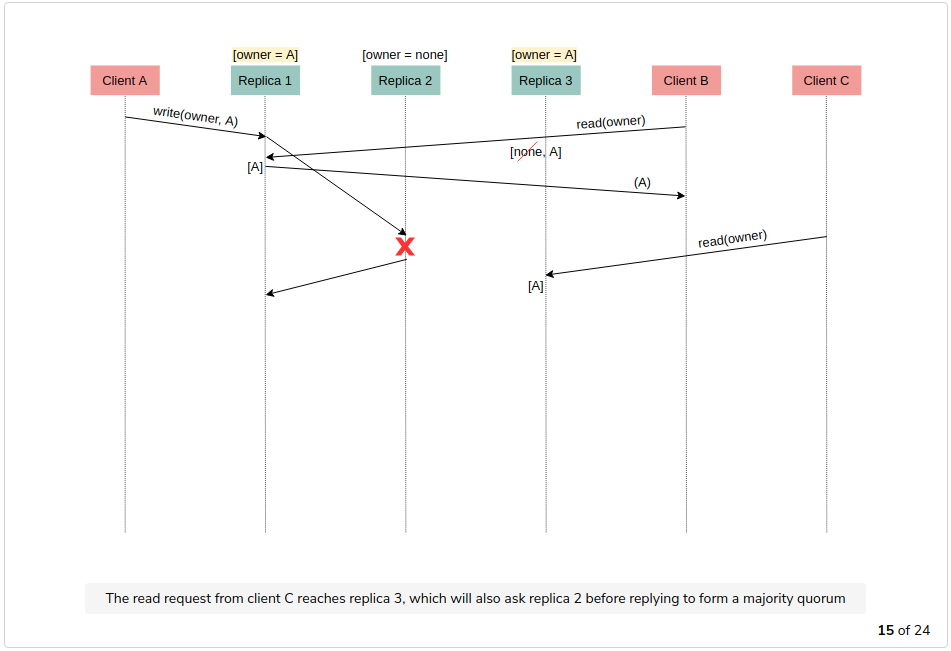 [owner = A] [owner = none] [owner = A]
Client A Replica 1 Replica 2 Replica 3 Client B Client C
write(owner, A)
read(owner)
[none, A]
[A]
(A)
read(owner)
X
[A]
The read request from client C reaches replica 3, which will also ask replica 2 before replying to form a majority quorum
15 of 24